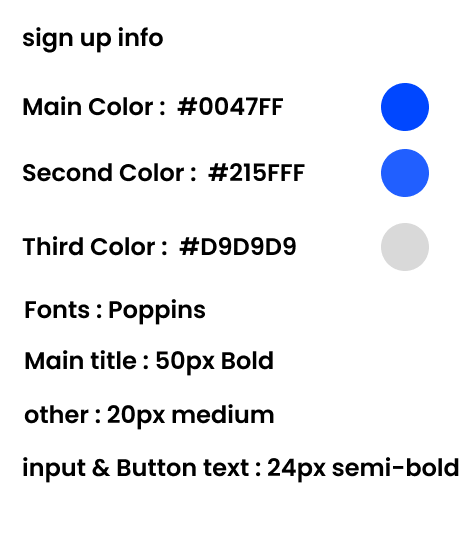 sign up info
Main Color :  #0047FF
Second Color :  #215FFF
Third Color :  #D9D9D9
Fonts : Poppins
Main title : 50px Bold
other : 20px medium
input & Button text : 24px semi-bold